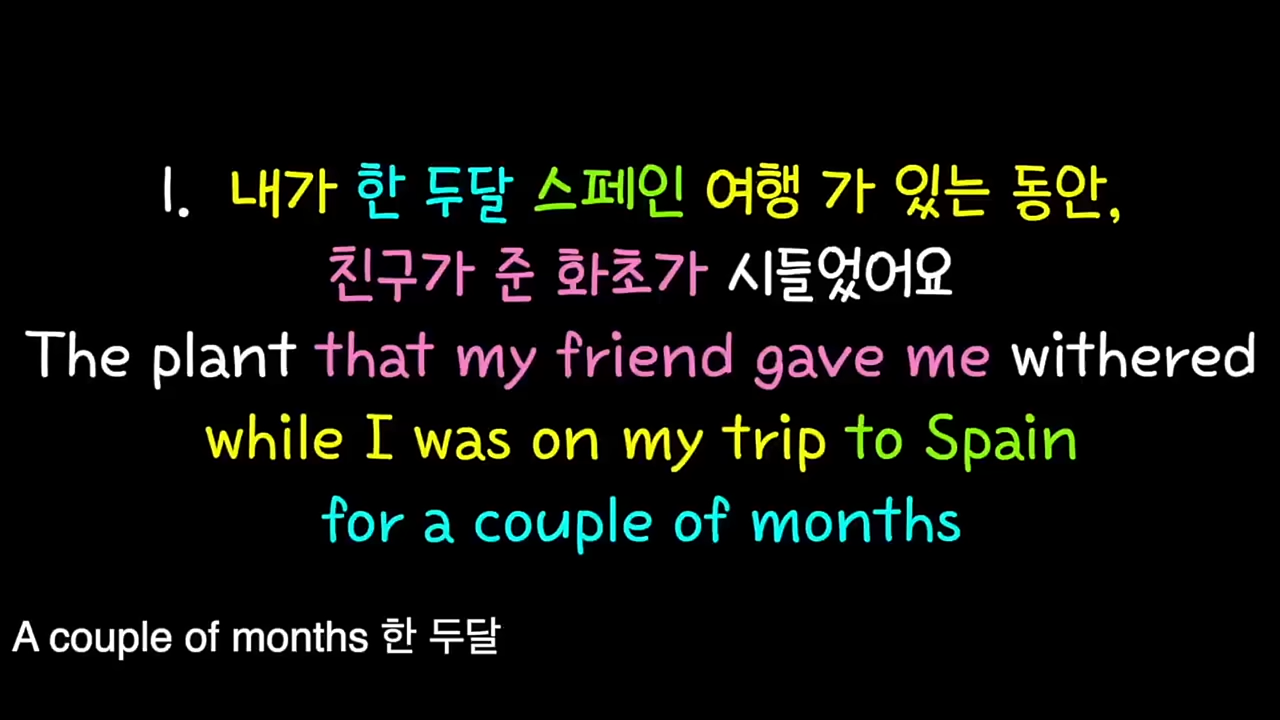 1. 내가 한 두달 스페인 여행 가 있는 동안,
친구가 준 화초가 시들었어요
The plant that my friend gave me withered
while I was on my trip to Spain
for a couple of months
A couple of months 한 두달